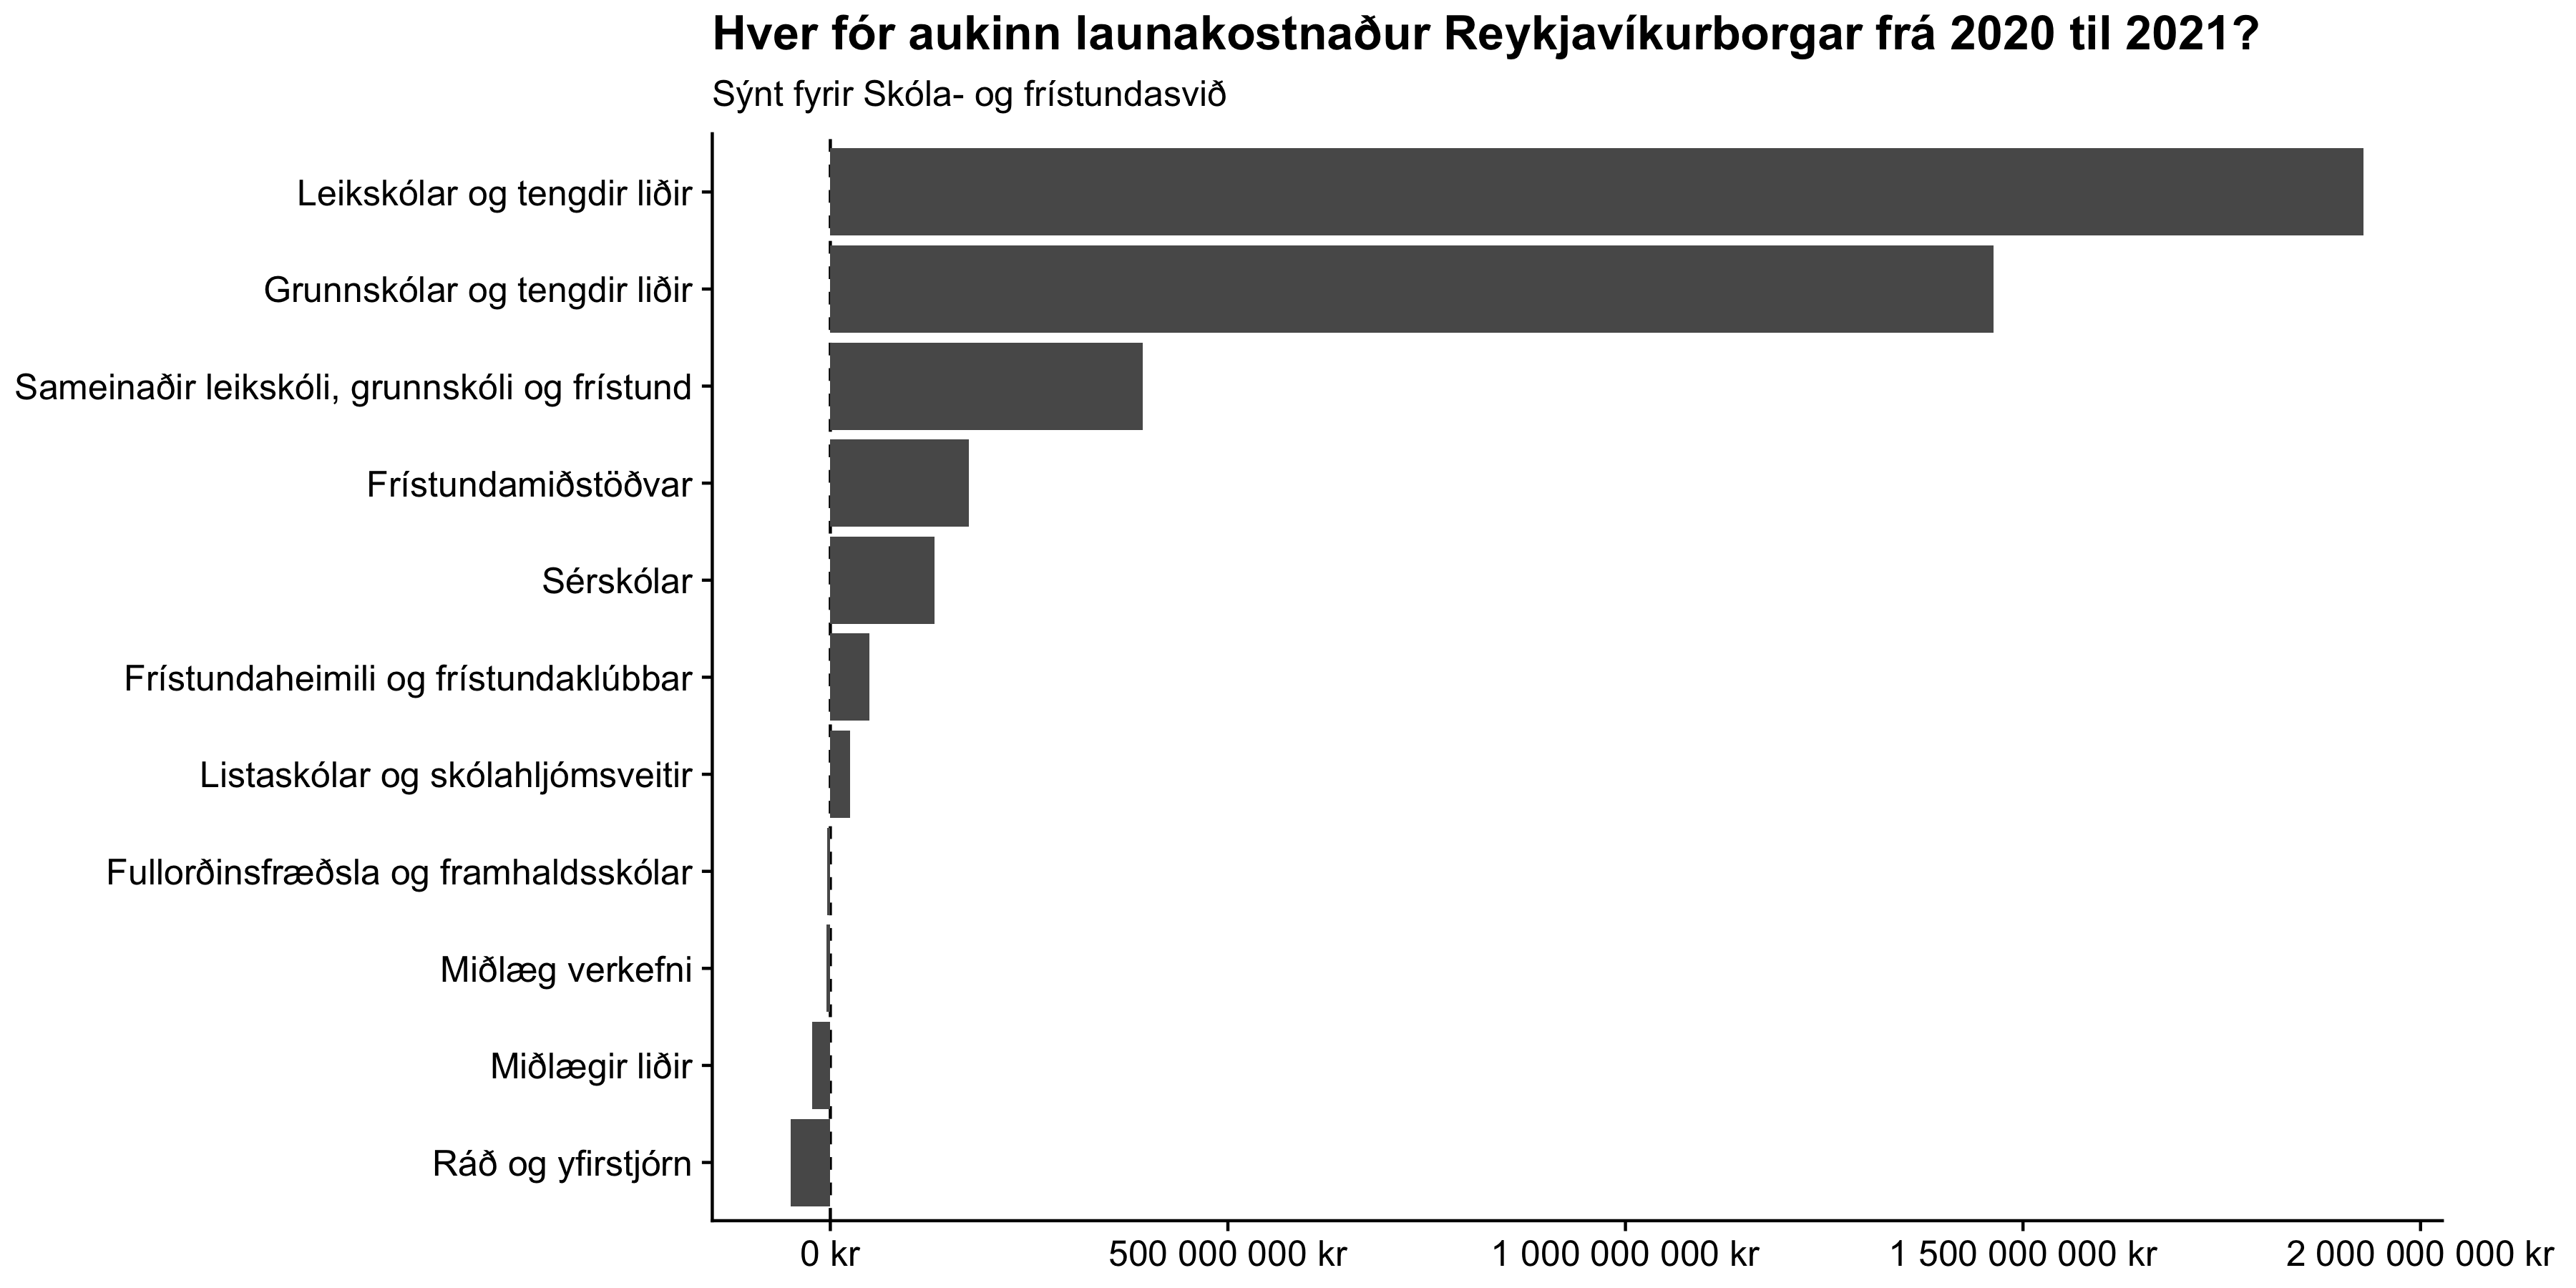 Hver fór aukinn launakostnaður Reykjavíkurborgar frá 2020 til 2021?
Sýnt fyrir Skóla- og frístundasvið
Leikskólar og tengdir liðir
Grunnskólar og tengdir liðir
Sameinaðir leikskóli, grunnskóli og frístund
Frístundamiðstöðvar
Sérskólar
Frístundaheimili og frístundaklúbbar
Listaskólar og skólahljómsveitir
Fullorðinsfræðsla og framhaldsskólar
Miðlæg verkefni
Miðlægir liðir
Ráð og yfirstjórn
0 kr 500 000 000 kr 1 000 000 000 kr 1 500 000 000 kr 2 000 000 000 kr